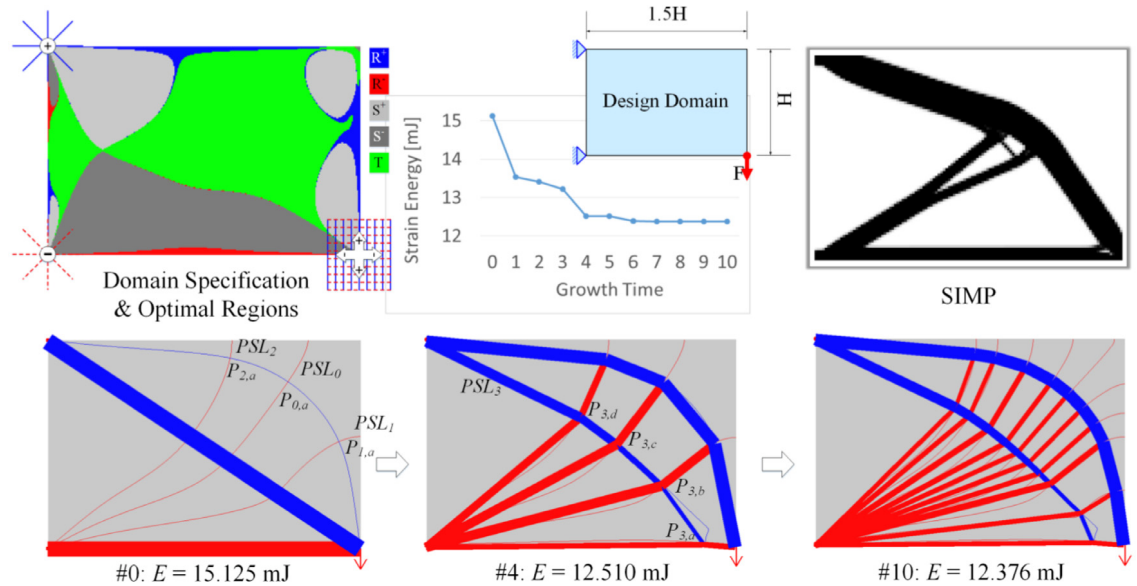 1.5H
R+
R-
S+
S-
T
Design Domain
H
F
Domain Specification
& Optimal Regions
Strain Energy [mJ]
15
14
13
12
0 1 2 3 4 5 6 7 8 9 10
Growth Time
SIMP
PSL2
P2,a
PSL0
P0,a
PSL1
P1,a
#0: E = 15.125 mJ
PSL3
P3,d
P3,c
P3,b
P3,a
#4: E = 12.510 mJ
#10: E = 12.376 mJ